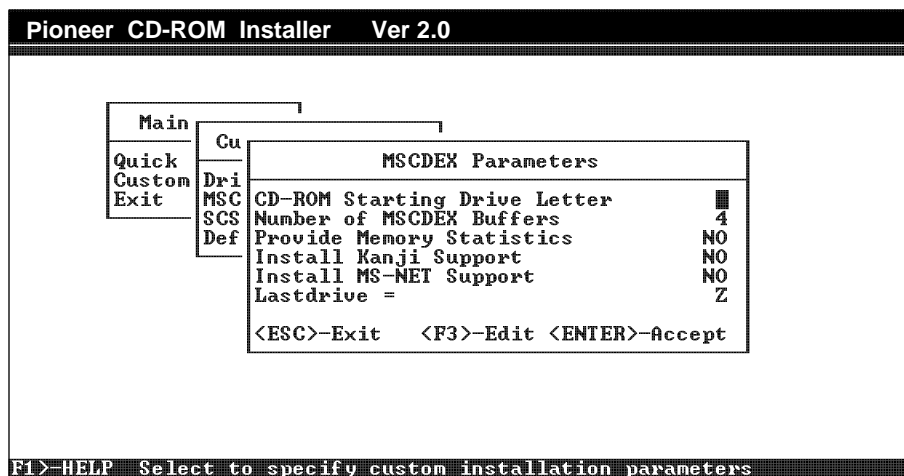 Pioneer CD-ROM Installer Ver 2.0
Main
Quick
Custom
Exit
Cu
Dri
MSC
SCS
Def
MSCDEX Parameters
CD-ROM Starting Drive Letter
Number of MSCDEX Buffers 4
Provide Memory Statistics NO
Install Kanji Support NO
Install MS-NET Support NO
Lastdrive = Z
<ESC>-Exit <F3>-Edit <ENTER>-Accept
F1>-HELP Select to specify custom installation parameters